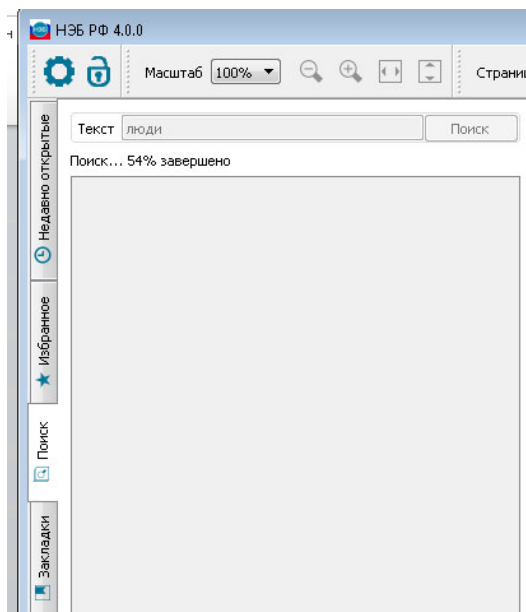 н
НЭБ НЭБ РФ 4.0.0
Масштаб 100% Страни
Текст люди Поиск
Поиск... 54% завершено
Недавно открытые
Избранное
Поиск
Закладки